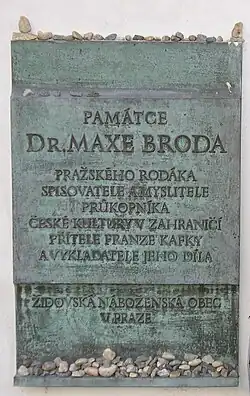 PAMÁTCE
DR. MAXE BRODA
PRAŽSKÉHO RODÁKA
SPISOVATELE A MYSLITELE
PRŮKOPNÍKA
ČESKÉ KULTURY V ZAHRANIČÍ
PŘÍTELE FRANZE KAFKY
A VYKLADATELE JEHO DÍLA
ŽIDOVSKÁ NÁBOŽENSKÁ OBEC
V PRAZE